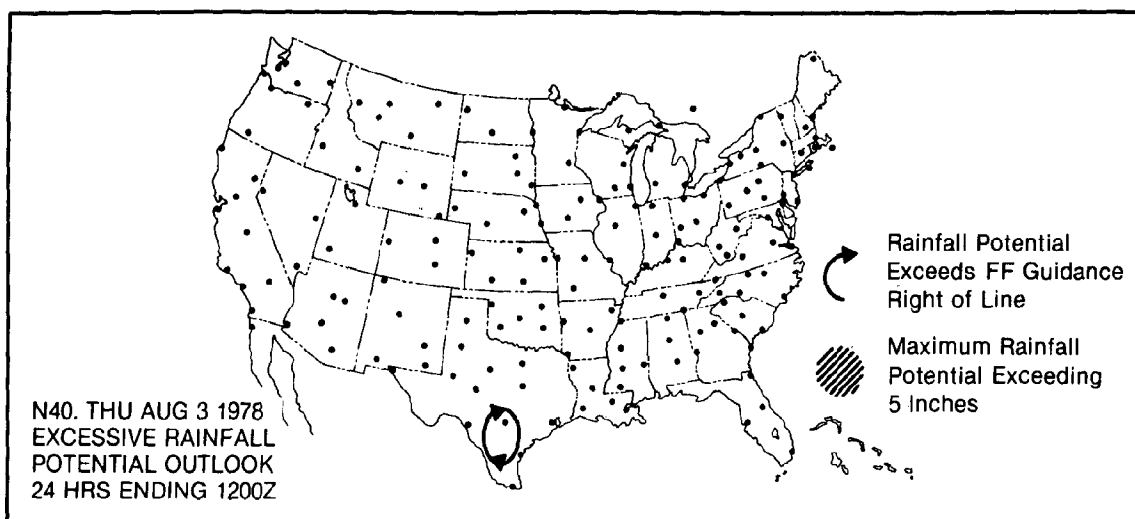 Rainfall Potential
Exceeds FF Guidance
Right of Line
Maximum Rainfall
Potential Exceeding
5 Inches
N40. THU AUG 3 1978
EXCESSIVE RAINFALL
POTENTIAL OUTLOOK
24 HRS ENDING 1200Z